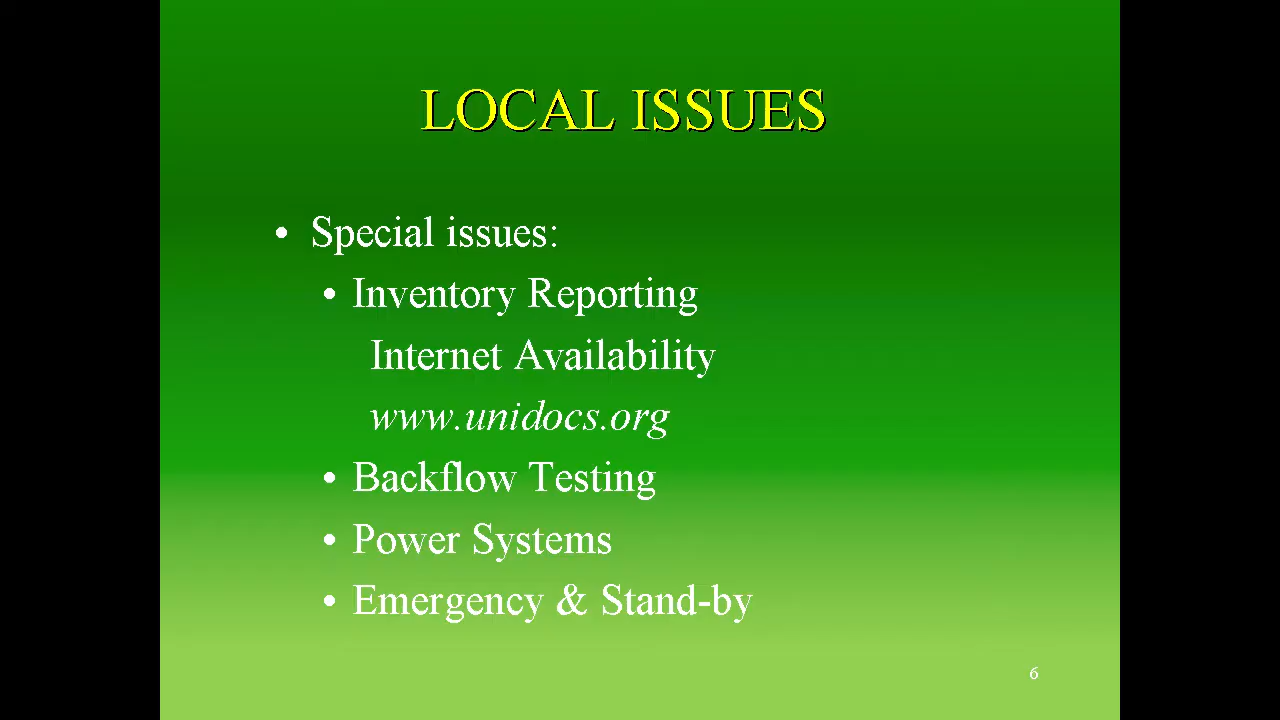 LOCAL ISSUES
• Special issues:
• Inventory Reporting
Internet Availability
www.unidocs.org
• Backflow Testing
• Power Systems
• Emergency & Stand-by
6